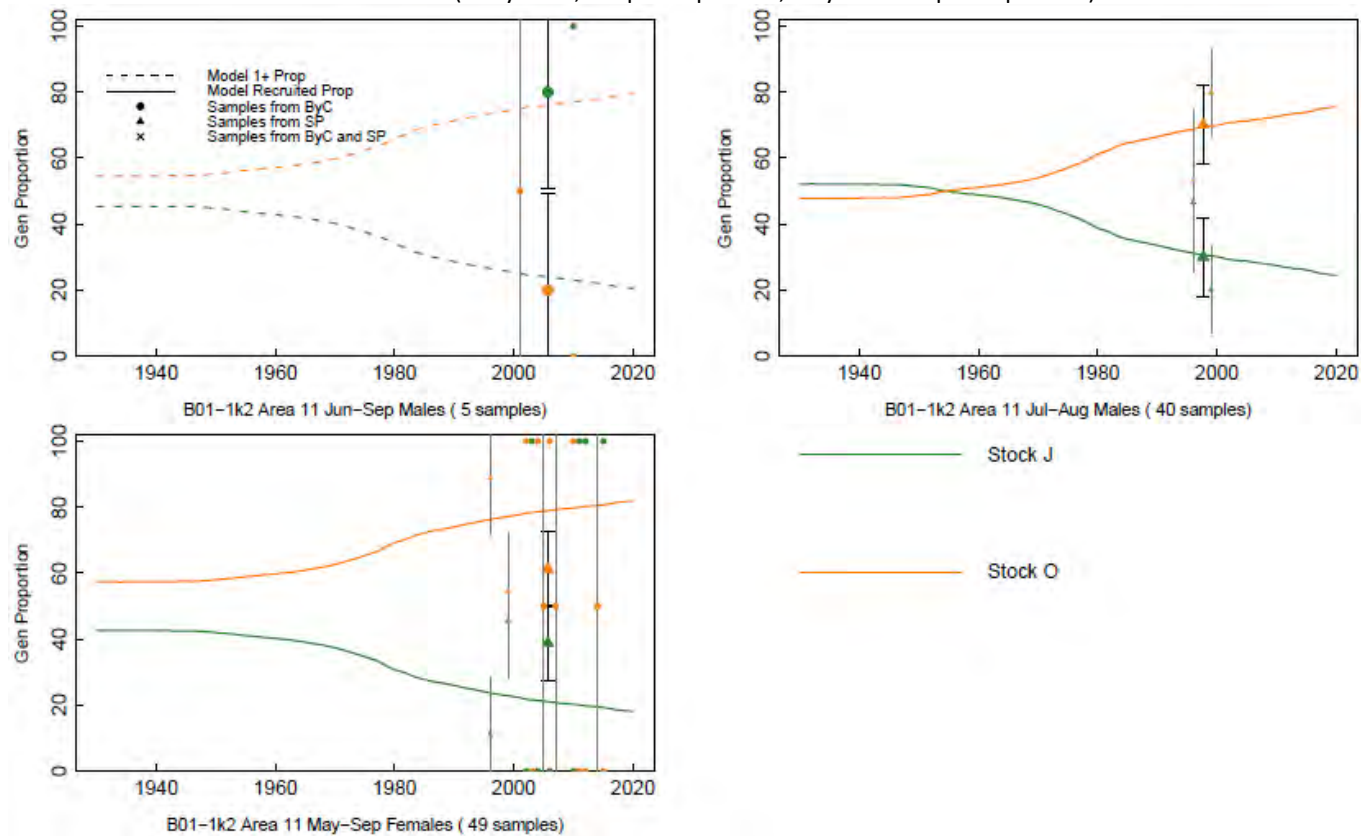 100
80
60
40
20
0
Gen Proportion
Model 1+ Prop
Model Recruited Prop
Samples from ByC
Samples from SP
Samples from ByC and SP
1940 1960 1980 2000 2020
B01−1k2 Area 11 Jun−Sep Males ( 5 samples)
100
80
60
40
20
0
Gen Proportion
1940 1960 1980 2000 2020
B01−1k2 Area 11 Jul−Aug Males ( 40 samples)
100
80
60
40
20
0
Gen Proportion
1940 1960 1980 2000 2020
B01−1k2 Area 11 May−Sep Females ( 49 samples)
Stock J
Stock O